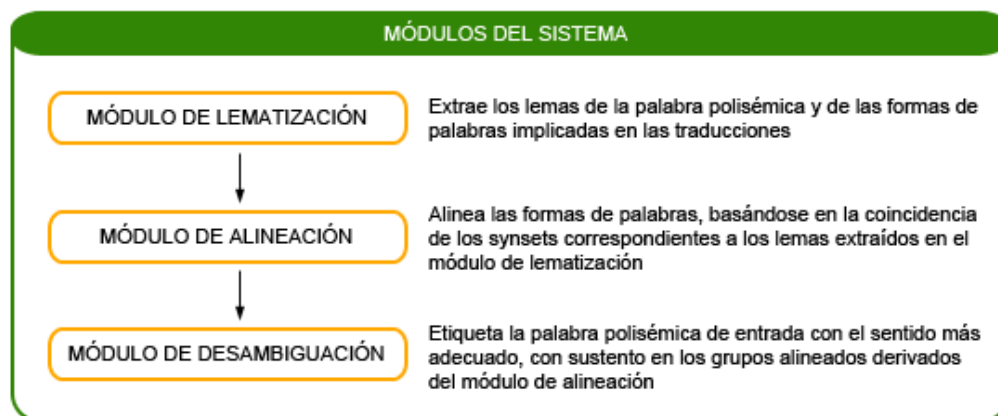 MÓDULOS DEL SISTEMA
MÓDULO DE LEMATIZACIÓN
Extrae los lemas de la palabra polisémica y de las formas de
palabras implicadas en las traducciones
MÓDULO DE ALINEACIÓN
Alinea las formas de palabras, basándose en la coincidencia
de los synsets correspondientes a los lemas extraídos en el
módulo de lematización
MÓDULO DE DESAMBIGUACIÓN
Etiqueta la palabra polisémica de entrada con el sentido más
adecuado, con sustento en los grupos alineados derivados
del módulo de alineación